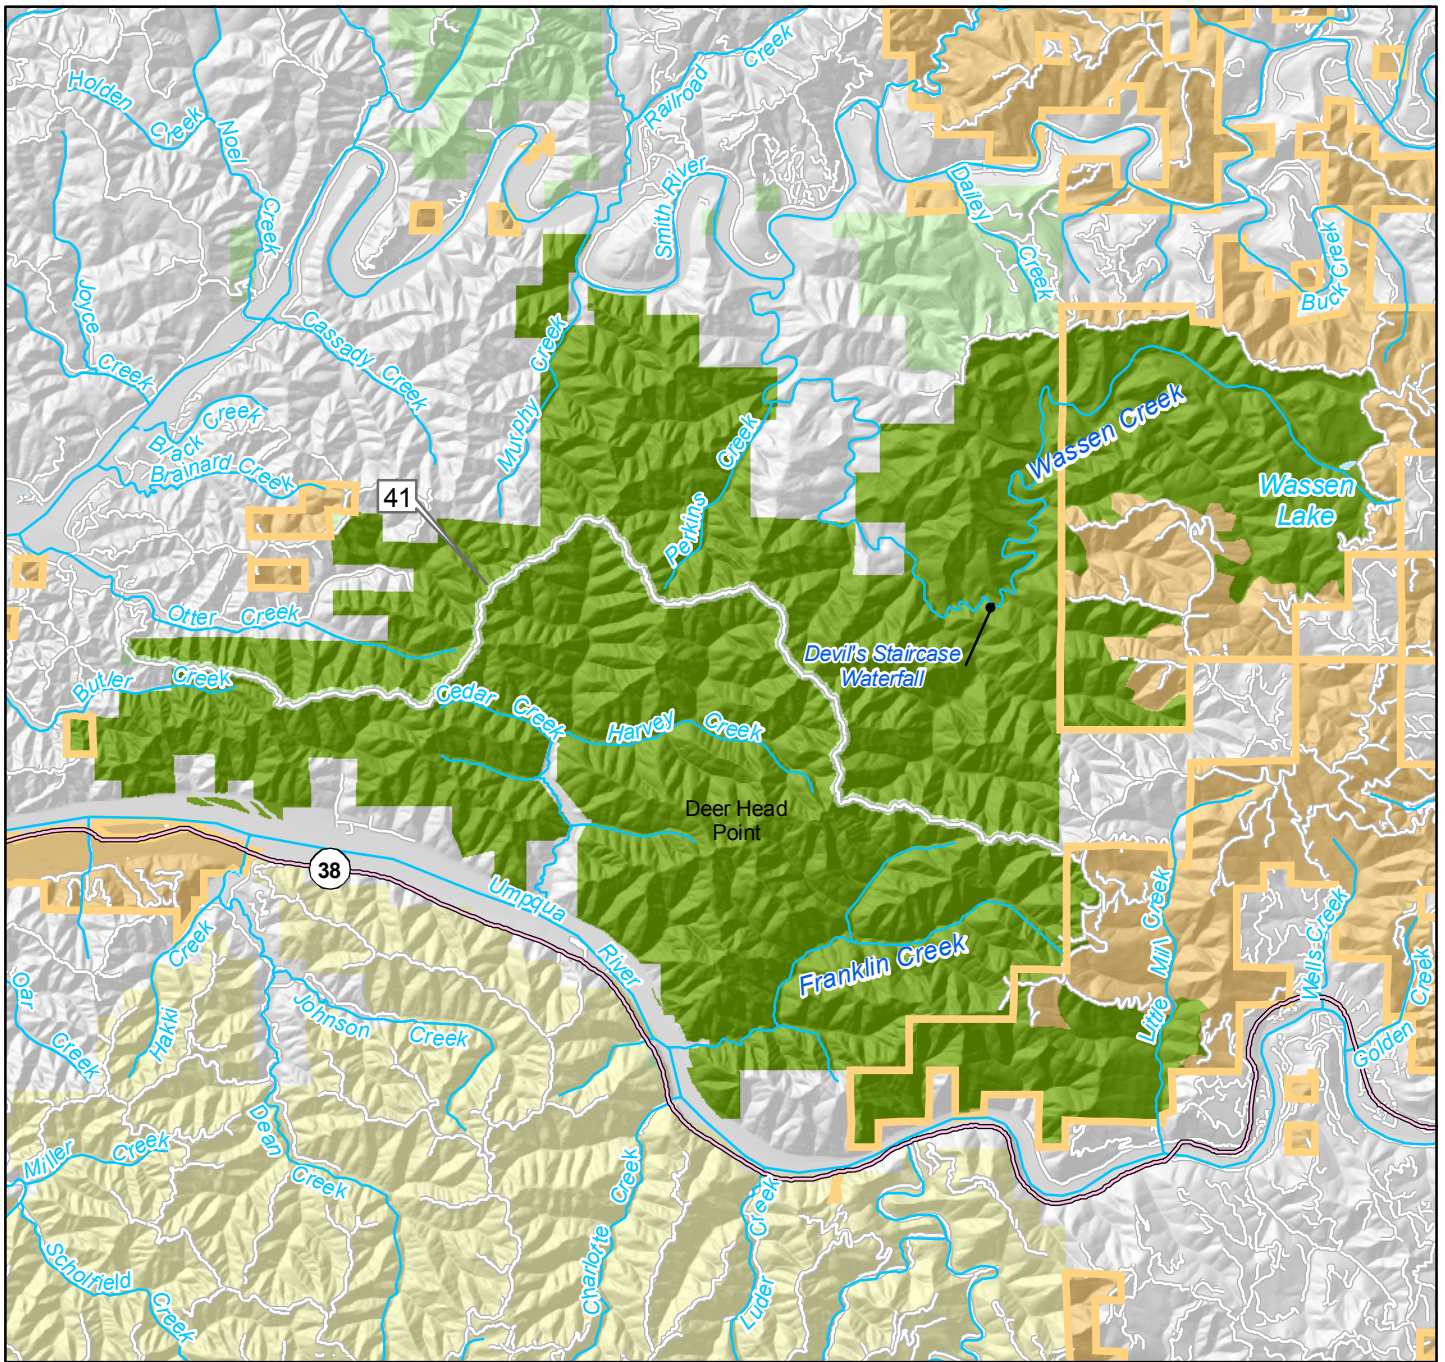 Holden
Creek
Noel
Creek
Railroad
Creek
Smith River
Dailey
Creek
Buck Creek
Joyce
Creek
Cassady Creek
Murphy Creek
Black Creek
Brainard Creek
41
Perkins Creek
Wassen Creek
Wassen
Lake
Otter Creek
Devil's Staircase
Waterfall
Butler Creek
Cedar Creek
Harvey Creek
Deer Head
Point
38
Umpqua
River
Franklin Creek
Little Mill Creek
Wells Creek
Golden
Creek
Oar
Creek
Hakki
Creek
Johnson
Creek
Dean
Creek
Miller Creek
Scholfield
Creek
Charlotte Creek
Luder Creek